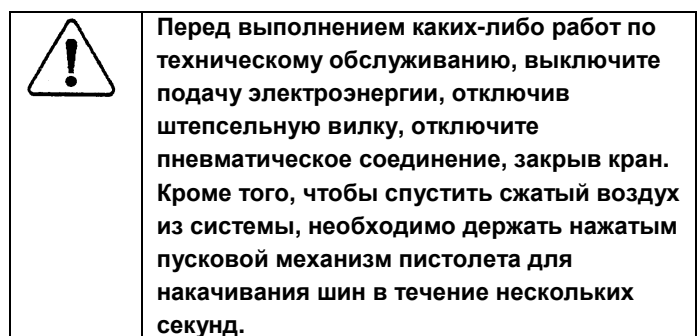 Перед выполнением каких-либо работ по
техническому обслуживанию, выключите
подачу электроэнергии, отключив
штепсельную вилку, отключите
пневматическое соединение, закрыв кран.
Кроме того, чтобы спустить сжатый воздух
из системы, необходимо держать нажатым
пусковой механизм пистолета для
накачивания шин в течение нескольких
секунд.